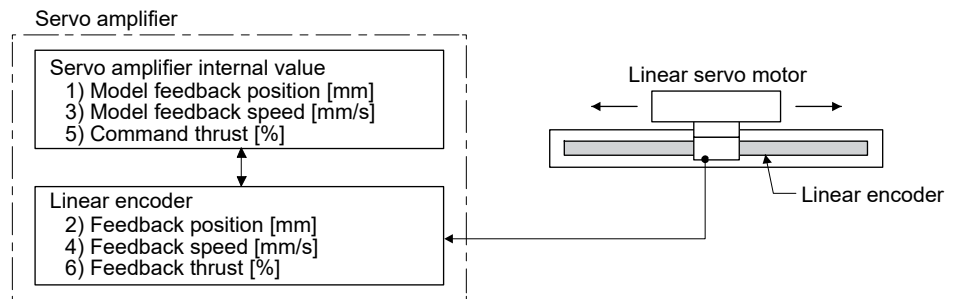 Servo amplifier
Servo amplifier internal value
1) Model feedback position [mm]
3) Model feedback speed [mm/s]
5) Command thrust [%]
Linear encoder
2) Feedback position [mm]
4) Feedback speed [mm/s]
6) Feedback thrust [%]
Linear servo motor
Linear encoder